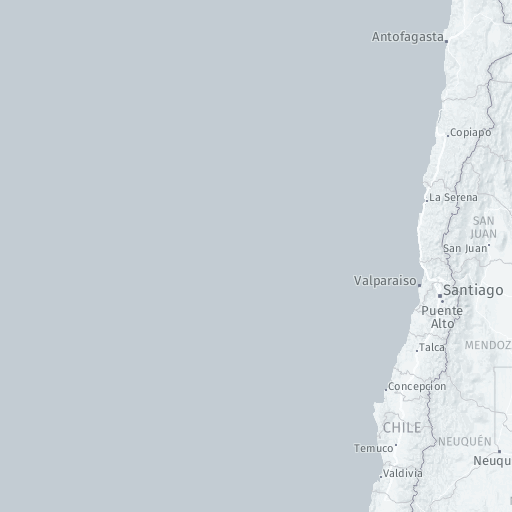 Antofagasta
Copiapó
La Serena
SAN
JUAN
San Juan
Valparaiso
Santiago
Puente
Alto
MENDOZ
Talca
Concepcion
CHILE
NEUQUÉN
Temuco
Neuqu
Valdivia